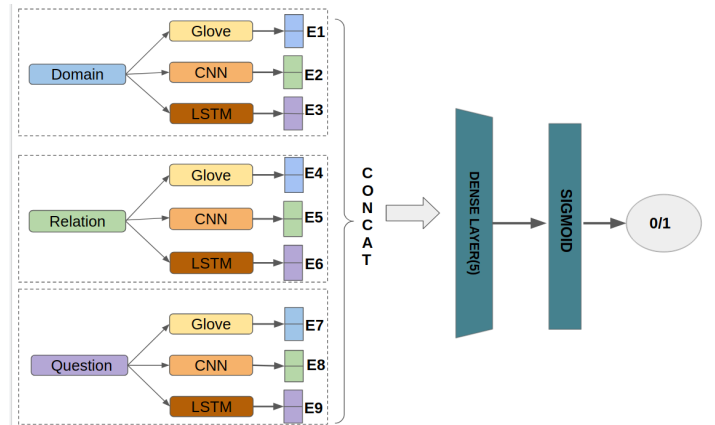 Glove
E1
Domain
CNN
E2
LSTM
E3
Glove
E4
Relation
CNN
E5
LSTM
E6
Glove
E7
Question
CNN
E8
LSTM
E9
CONCAT
DENSE LAYER(5)
SIGMOID
0/1